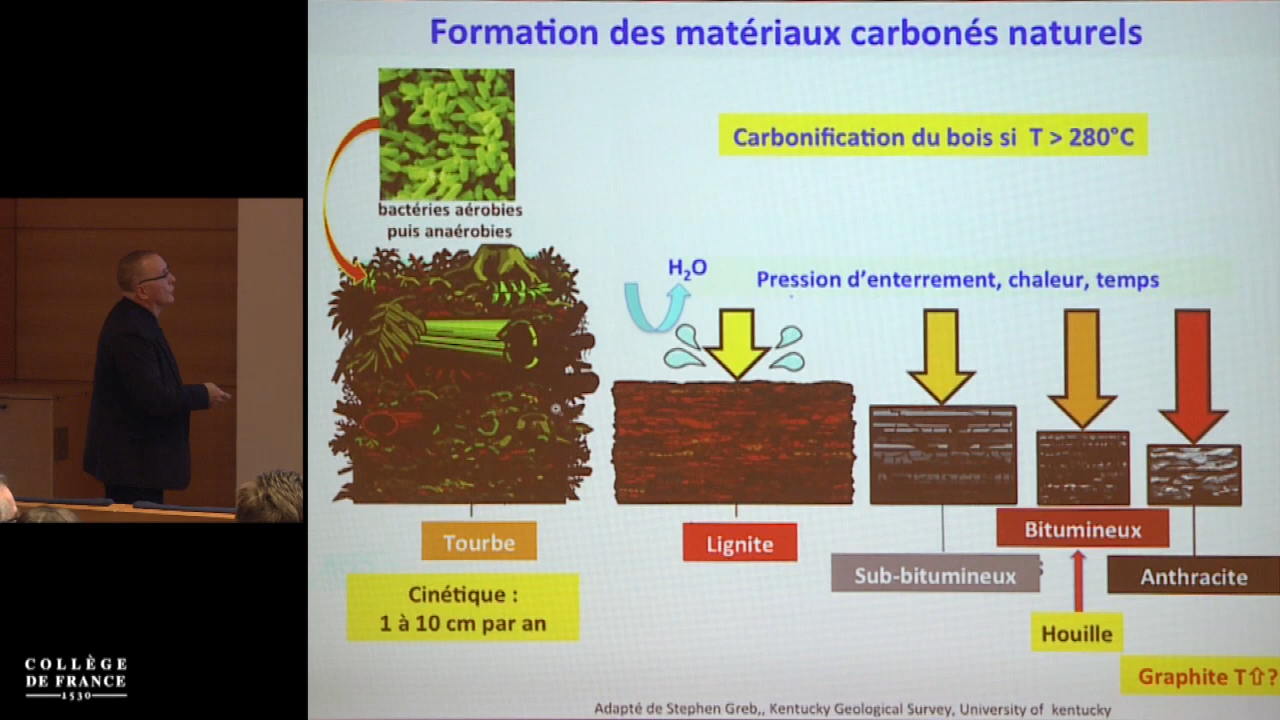 Formation des matériaux carbonés naturels
Carbonification du bois si T > 280°C
bactéries aérobies
puis anaérobies
H₂O
Pression d’enterrement, chaleur, temps
Tourbe
Lignite
Sub-bitumineux
Bitumineux
Anthracite
Cinétique :
1 à 10 cm par an
Houille
Graphite T⇧?
Adapté de Stephen Greb,, Kentucky Geological Survey, University of kentucky
COLLÈGE
DE FRANCE
1530